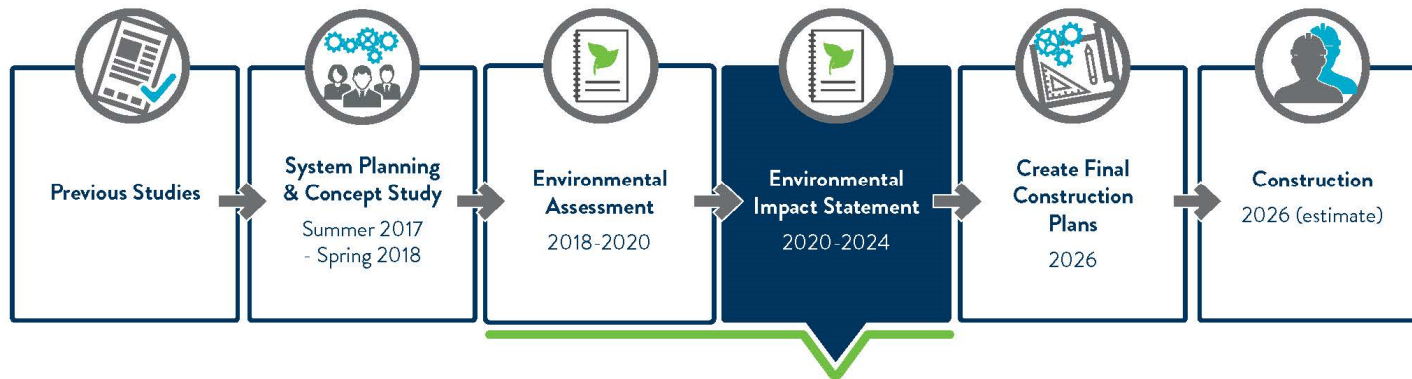 Previous Studies
System Planning
& Concept Study
Summer 2017
- Spring 2018
Environmental
Assessment
2018-2020
Environmental
Impact Statement
2020-2024
Create Final
Construction
Plans
2026
Construction
2026 (estimate)